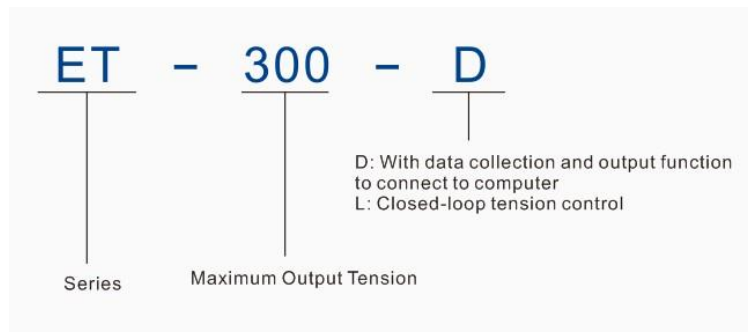 ET - 300 - D
D: With data collection and output function
to connect to computer
L: Closed-loop tension control
Series
Maximum Output Tension